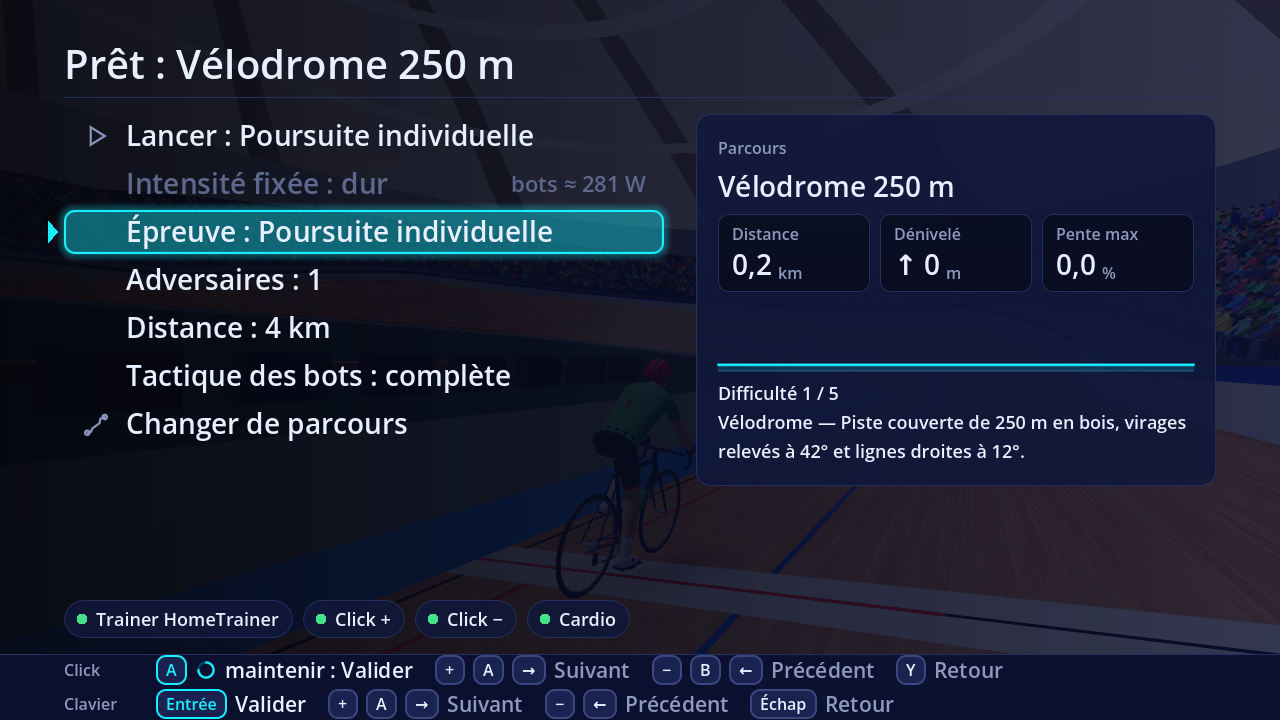 Prêt : Vélodrome 250 m
Lancer : Poursuite individuelle
Intensité fixée : dur bots ≈ 281 W
Épreuve : Poursuite individuelle
Adversaires : 1
Distance : 4 km
Tactique des bots : complète
Changer de parcours
Parcours
Vélodrome 250 m
Distance Dénivelé Pente max
0,2 km ↑ 0 m 0,0 %
Difficulté 1 / 5
Vélodrome — Piste couverte de 250 m en bois, virages
relevés à 42° et lignes droites à 12°.
Trainer HomeTrainer Click + Click − Cardio
Click A maintenir : Valider + A → Suivant − B ← Précédent Y Retour
Clavier Entrée Valider + A → Suivant − ← Précédent Échap Retour